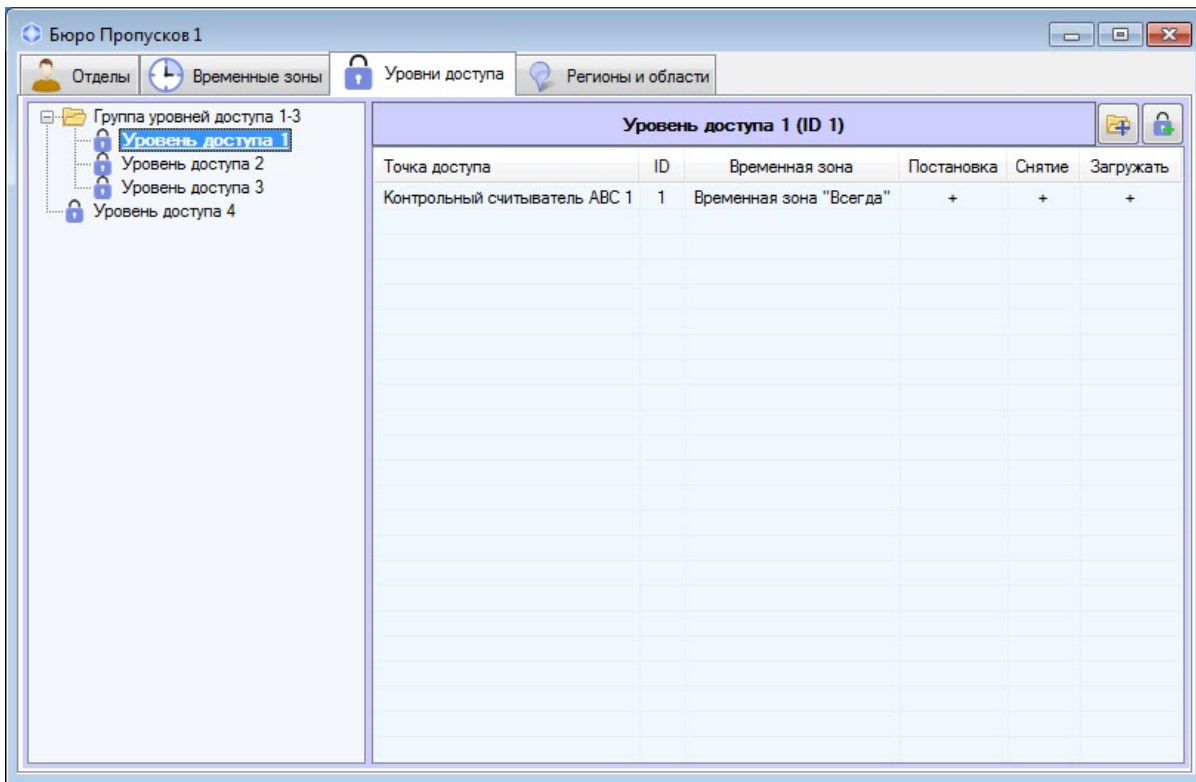 Бюро Пропусков 1
Отделы Временные зоны Уровни доступа Регионы и области
Группа уровней доступа 1-3
Уровень доступа 1
Уровень доступа 2
Уровень доступа 3
Уровень доступа 4
Уровень доступа 1 (ID 1)
Точка доступа ID Временная зона Постановка Снятие Загружать
Контрольный считыватель ABC 1 1 Временная зона "Всегда" + + +